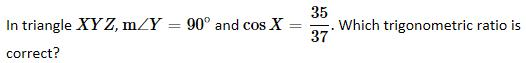 In triangle XYZ, m∠Y = 90° and cos X = 35/37. Which trigonometric ratio is
correct?